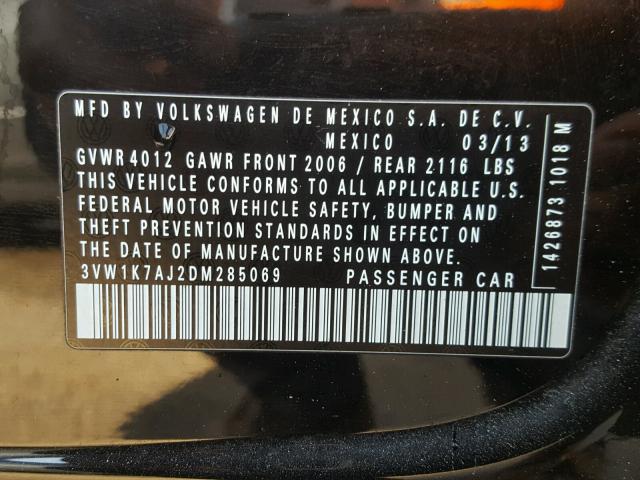 MFD BY VOLKSWAGEN DE MEXICO S.A. DE C.V.
MEXICO 03/13
GVWR 4012 GAWR FRONT 2006 / REAR 2116 LBS
THIS VEHICLE CONFORMS TO ALL APPLICABLE U.S.
FEDERAL MOTOR VEHICLE SAFETY, BUMPER AND
THEFT PREVENTION STANDARDS IN EFFECT ON
THE DATE OF MANUFACTURE SHOWN ABOVE.
3VW1K7AJ2DM285069 PASSENGER CAR
1426873 1018 M